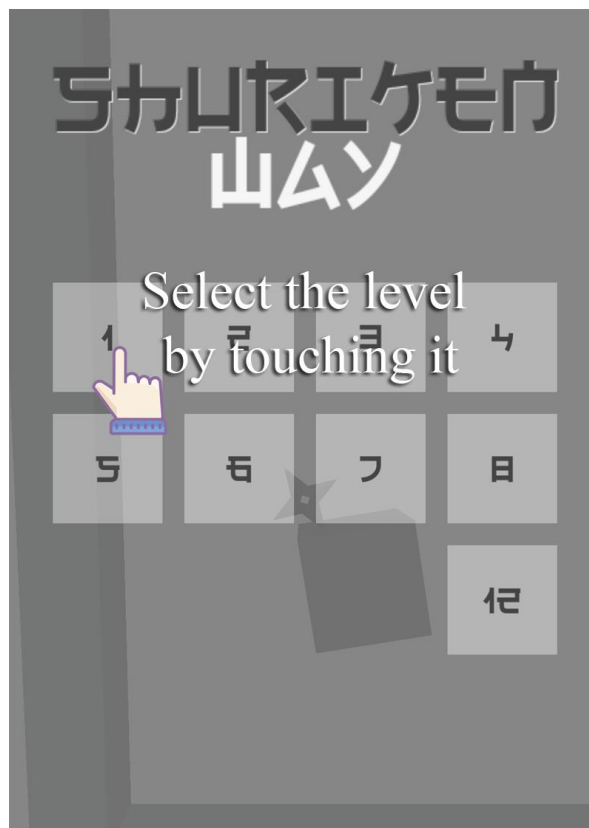 SHURIKEN
WAY
Select the level
by touching it
1 2 3 4
5 6 7 8
12